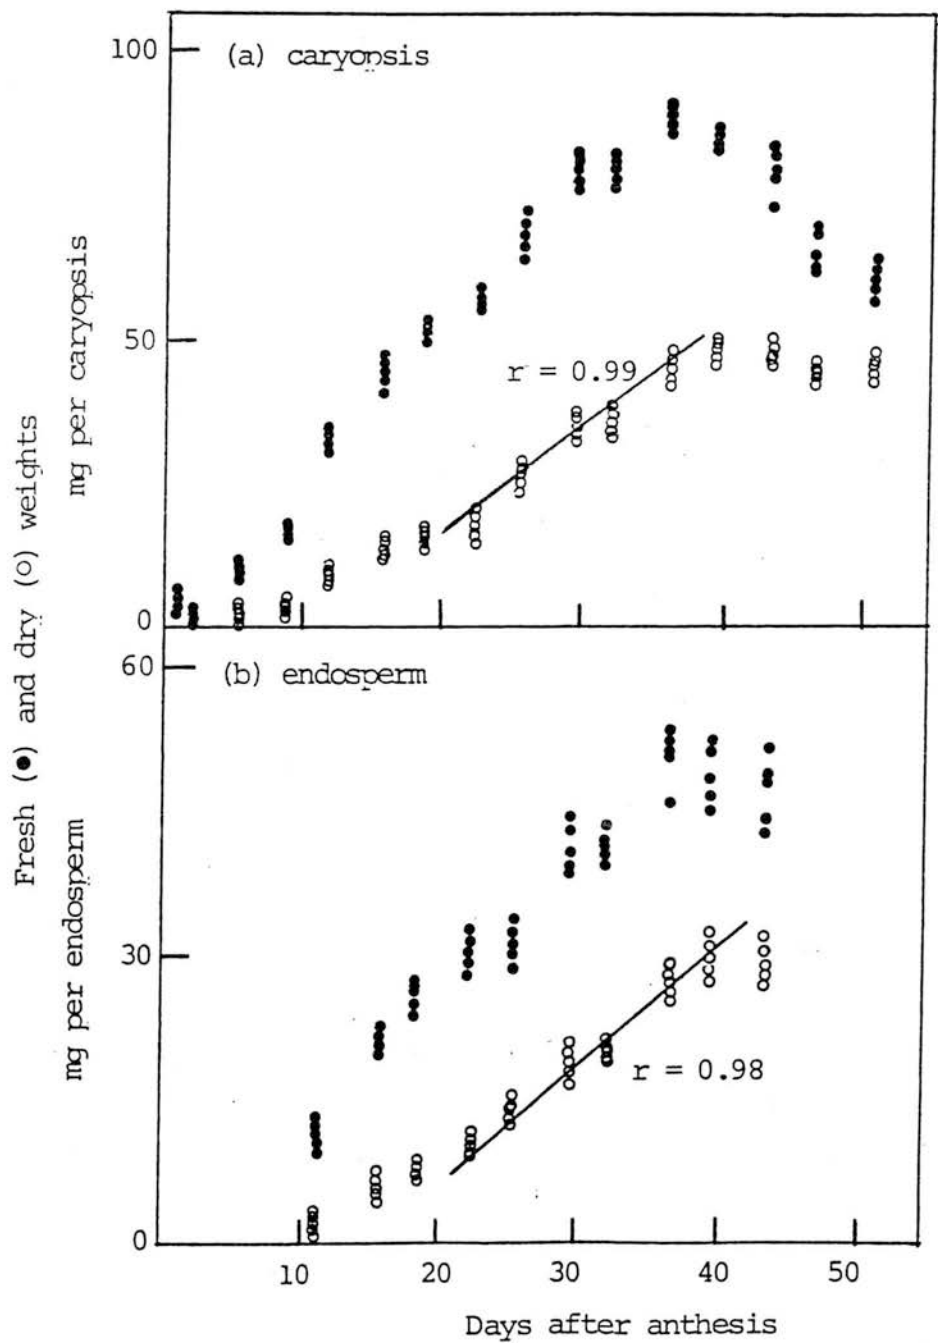 100
(a) caryopsis
50
r = 0.99
0
mg per caryopsis
Fresh (●) and dry (○) weights
60
(b) endosperm
30
r = 0.98
0
mg per endosperm
10 20 30 40 50
Days after anthesis